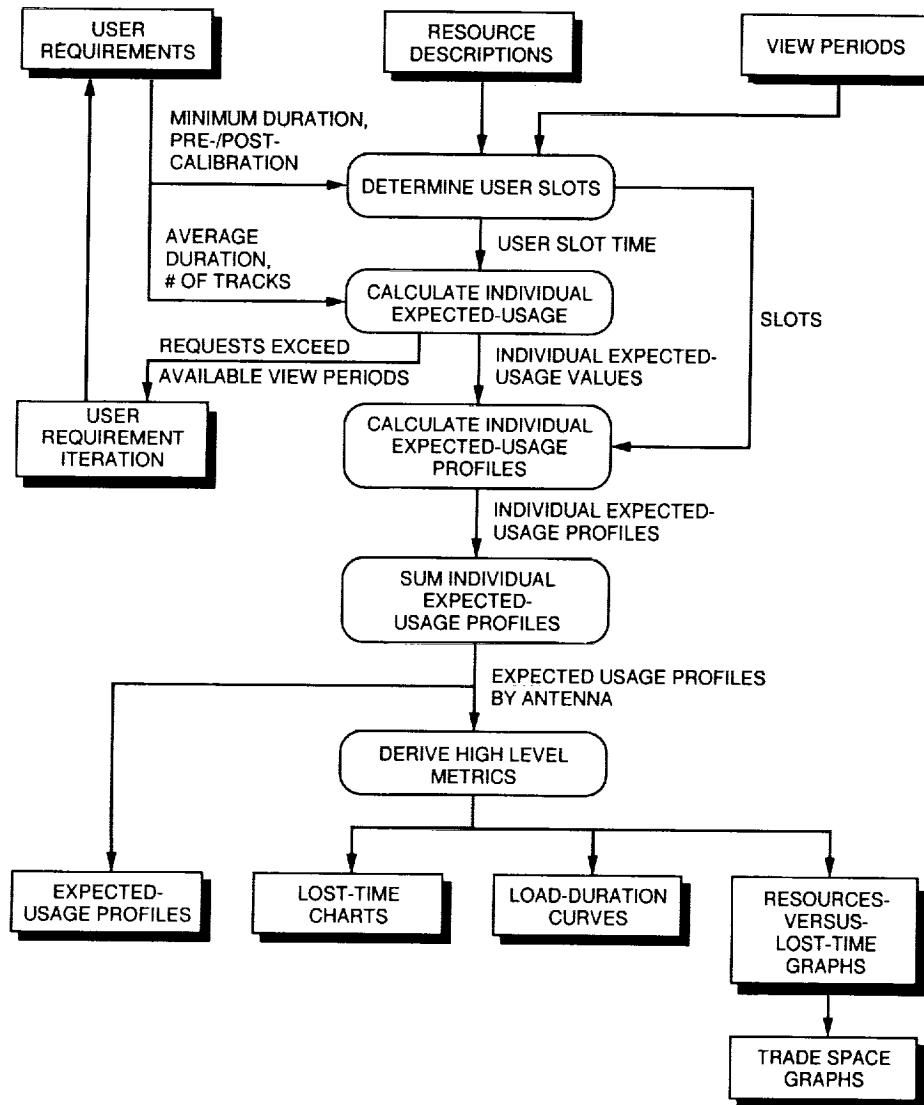 USER
REQUIREMENTS
RESOURCE
DESCRIPTIONS
VIEW PERIODS
MINIMUM DURATION,
PRE-/POST-
CALIBRATION
DETERMINE USER SLOTS
AVERAGE
DURATION,
# OF TRACKS
USER SLOT TIME
CALCULATE INDIVIDUAL
EXPECTED-USAGE
SLOTS
REQUESTS EXCEED
AVAILABLE VIEW PERIODS
INDIVIDUAL EXPECTED-
USAGE VALUES
USER
REQUIREMENT
ITERATION
CALCULATE INDIVIDUAL
EXPECTED-USAGE
PROFILES
INDIVIDUAL EXPECTED-
USAGE PROFILES
SUM INDIVIDUAL
EXPECTED-
USAGE PROFILES
EXPECTED USAGE PROFILES
BY ANTENNA
DERIVE HIGH LEVEL
METRICS
EXPECTED-
USAGE PROFILES
LOST-TIME
CHARTS
LOAD-DURATION
CURVES
RESOURCES-
VERSUS-
LOST-TIME
GRAPHS
TRADE SPACE
GRAPHS